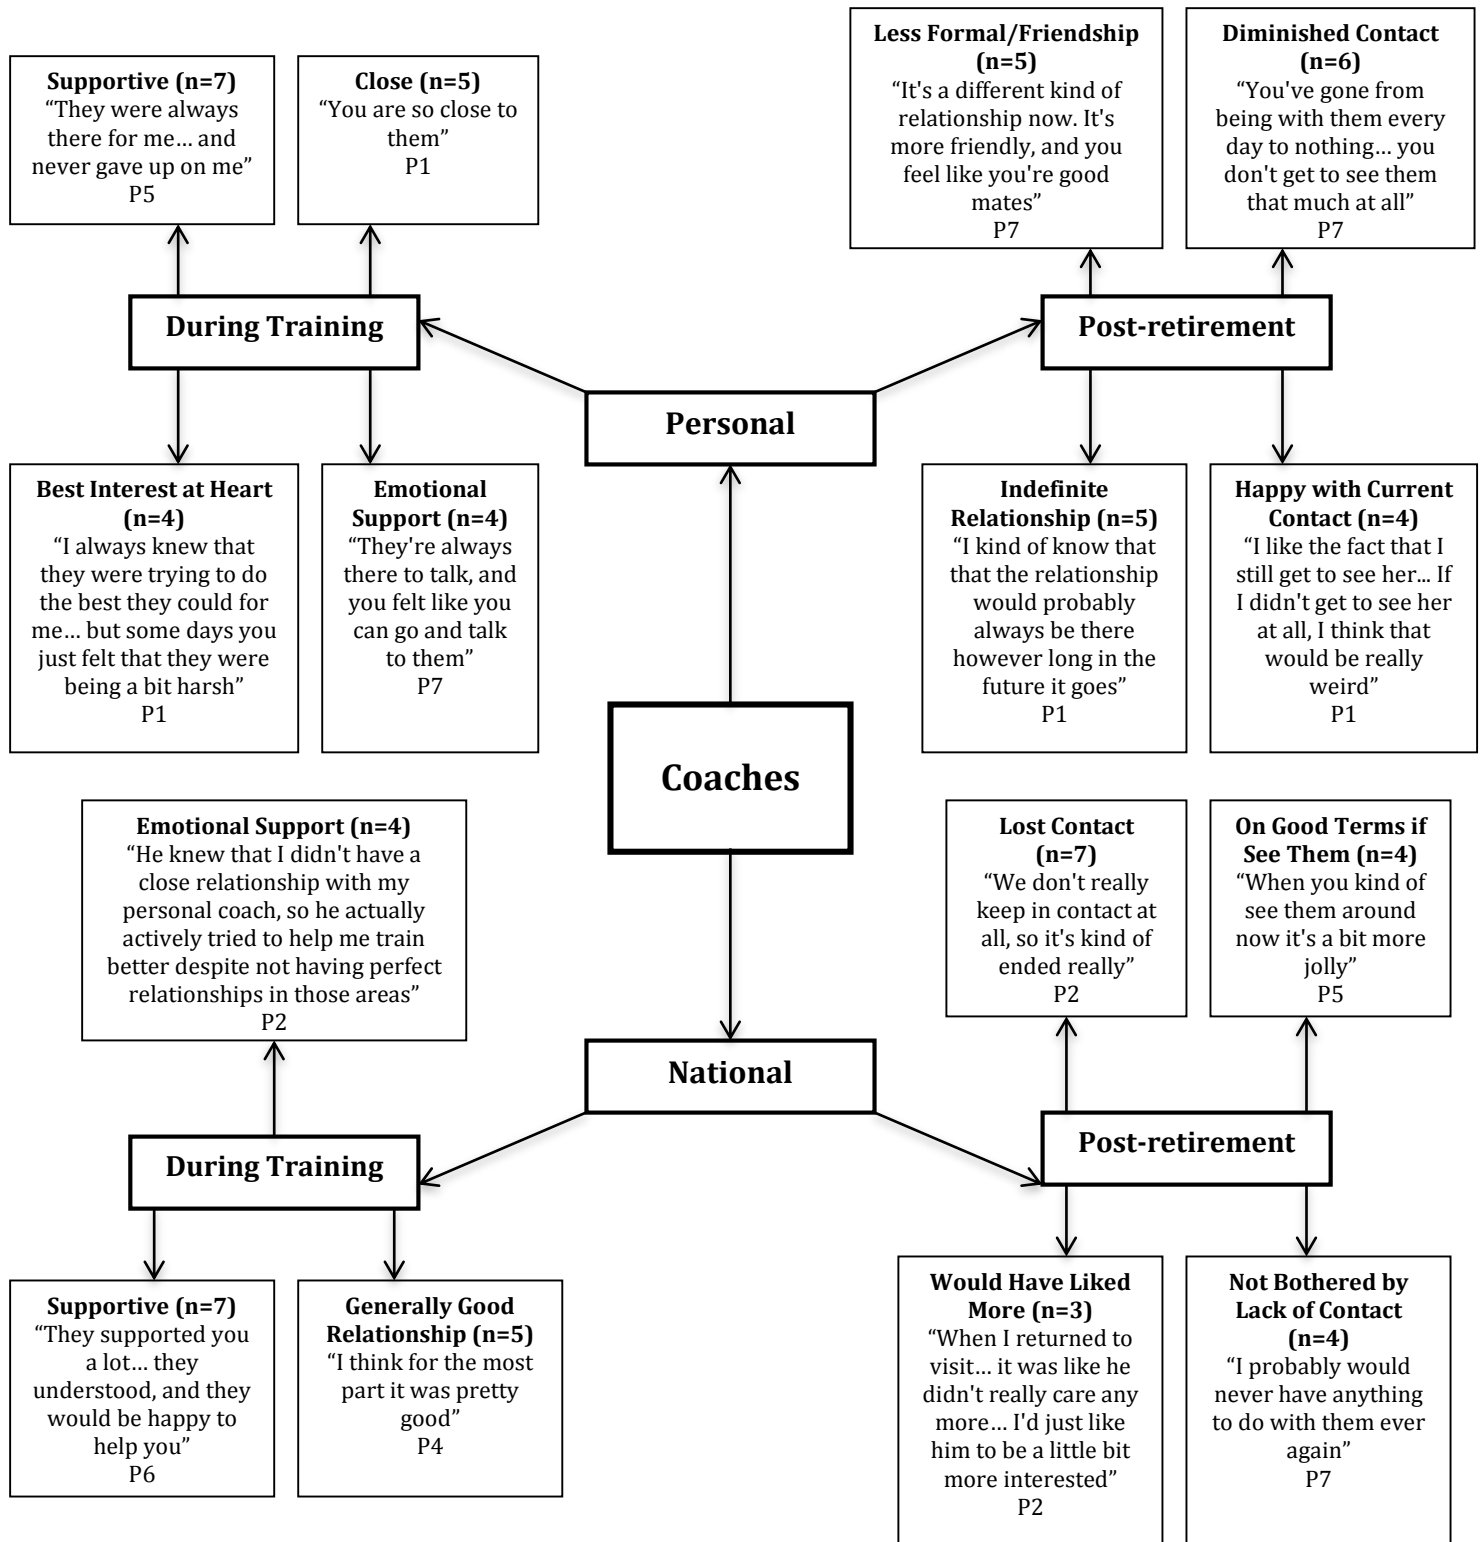 Supportive (n=7)
“They were always
there for me… and
never gave up on me”
P5
Close (n=5)
“You are so close to
them”
P1
Less Formal/Friendship
(n=5)
“It's a different kind of
relationship now. It's
more friendly, and you
feel like you're good
mates”
P7
Diminished Contact
(n=6)
“You've gone from
being with them every
day to nothing… you
don't get to see them
that much at all”
P7
During Training
Post-retirement
Personal
Best Interest at Heart
(n=4)
“I always knew that
they were trying to do
the best they could for
me… but some days you
just felt that they were
being a bit harsh”
P1
Emotional
Support (n=4)
“They're always
there to talk, and
you felt like you
can go and talk
to them”
P7
Indefinite
Relationship (n=5)
“I kind of know that
that the relationship
would probably
always be there
however long in the
future it goes”
P1
Happy with Current
Contact (n=4)
“I like the fact that I
still get to see her... If
I didn't get to see her
at all, I think that
would be really
weird”
P1
Coaches
Emotional Support (n=4)
“He knew that I didn't have a
close relationship with my
personal coach, so he actually
actively tried to help me train
better despite not having perfect
relationships in those areas”
P2
Lost Contact
(n=7)
“We don't really
keep in contact at
all, so it's kind of
ended really”
P2
On Good Terms if
See Them (n=4)
“When you kind of
see them around
now it's a bit more
jolly”
P5
National
During Training
Post-retirement
Supportive (n=7)
“They supported you
a lot… they
understood, and they
would be happy to
help you”
P6
Generally Good
Relationship (n=5)
“I think for the most
part it was pretty
good”
P4
Would Have Liked
More (n=3)
“When I returned to
visit… it was like he
didn't really care any
more… I'd just like
him to be a little bit
more interested”
P2
Not Bothered by
Lack of Contact
(n=4)
“I probably would
never have anything
to do with them ever
again”
P7